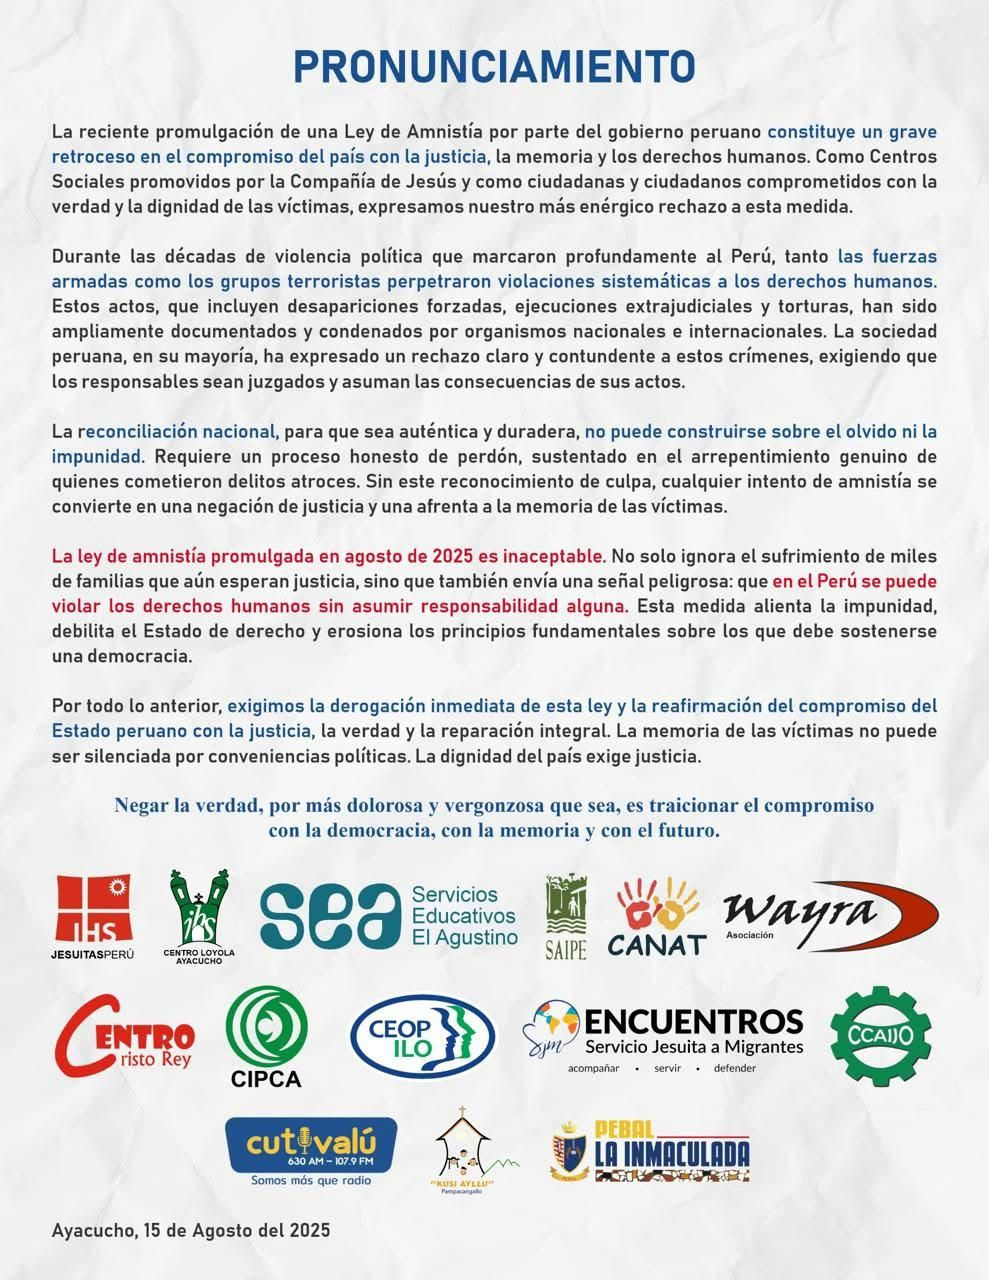 PRONUNCIAMIENTO
La reciente promulgación de una Ley de Amnistía por parte del gobierno peruano constituye un grave
retroceso en el compromiso del país con la justicia, la memoria y los derechos humanos. Como Centros
Sociales promovidos por la Compañía de Jesús y como ciudadanas y ciudadanos comprometidos con la
verdad y la dignidad de las víctimas, expresamos nuestro más enérgico rechazo a esta medida.
Durante las décadas de violencia política que marcaron profundamente al Perú, tanto las fuerzas
armadas como los grupos terroristas perpetraron violaciones sistemáticas a los derechos humanos.
Estos actos, que incluyen desapariciones forzadas, ejecuciones extrajudiciales y torturas, han sido
ampliamente documentados y condenados por organismos nacionales e internacionales. La sociedad
peruana, en su mayoría, ha expresado un rechazo claro y contundente a estos crímenes, exigiendo que
los responsables sean juzgados y asuman las consecuencias de sus actos.
La reconciliación nacional, para que sea auténtica y duradera, no puede construirse sobre el olvido ni la
impunidad. Requiere un proceso honesto de perdón, sustentado en el arrepentimiento genuino de
quienes cometieron delitos atroces. Sin este reconocimiento de culpa, cualquier intento de amnistía se
convierte en una negación de justicia y una afrenta a la memoria de las víctimas.
La ley de amnistía promulgada en agosto de 2025 es inaceptable. No solo ignora el sufrimiento de miles
de familias que aún esperan justicia, sino que también envía una señal peligrosa: que en el Perú se puede
violar los derechos humanos sin asumir responsabilidad alguna. Esta medida alienta la impunidad,
debilita el Estado de derecho y erosiona los principios fundamentales sobre los que debe sostenerse
una democracia.
Por todo lo anterior, exigimos la derogación inmediata de esta ley y la reafirmación del compromiso del
Estado peruano con la justicia, la verdad y la reparación integral. La memoria de las víctimas no puede
ser silenciada por conveniencias políticas. La dignidad del país exige justicia.
Negar la verdad, por más dolorosa y vergonzosa que sea, es traicionar el compromiso
con la democracia, con la memoria y con el futuro.
IHS
JESUITASPERÚ
ihs
CENTRO LOYOLA
AYACUCHO
sea
Servicios
Educativos
El Agustino
SAIPE
CANAT
Wayra
Asociación
CENTRO
Cristo Rey
CIPCA
CEOP
ILO
Sjm
ENCUENTROS
Servicio Jesuita a Migrantes
acompañar • servir • defender
CCAIJO
cutivalú
630 AM – 107.9 FM
Somos más que radio
"KUSI AYLLU"
Pampacangallo
PEBAL
LA INMACULADA
Ayacucho, 15 de Agosto del 2025